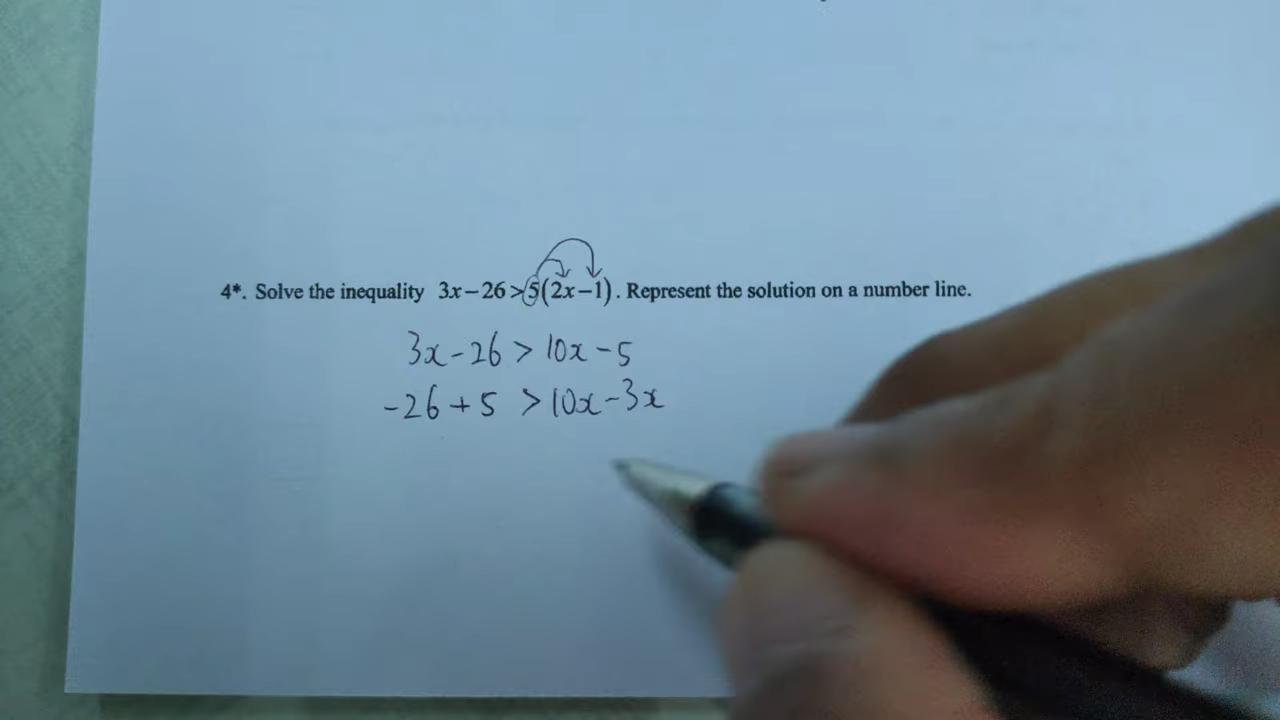 4*. Solve the inequality 3x−26>5(2x−1). Represent the solution on a number line.
3x − 26 > 10x − 5
−26 + 5 > 10x − 3x